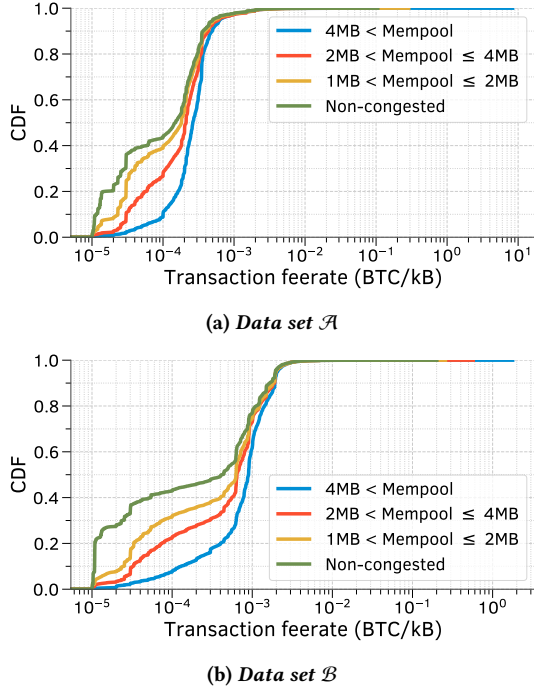 1.0
0.8
0.6
0.4
0.2
0.0
CDF
4MB < Mempool
2MB < Mempool ≤ 4MB
1MB < Mempool ≤ 2MB
Non-congested
10⁻⁵ 10⁻⁴ 10⁻³ 10⁻² 10⁻¹ 10⁰ 10¹
Transaction feerate (BTC/kB)
(a) Data set 𝒜
1.0
0.8
0.6
0.4
0.2
0.0
CDF
4MB < Mempool
2MB < Mempool ≤ 4MB
1MB < Mempool ≤ 2MB
Non-congested
10⁻⁵ 10⁻⁴ 10⁻³ 10⁻² 10⁻¹ 10⁰
Transaction feerate (BTC/kB)
(b) Data set ℬ